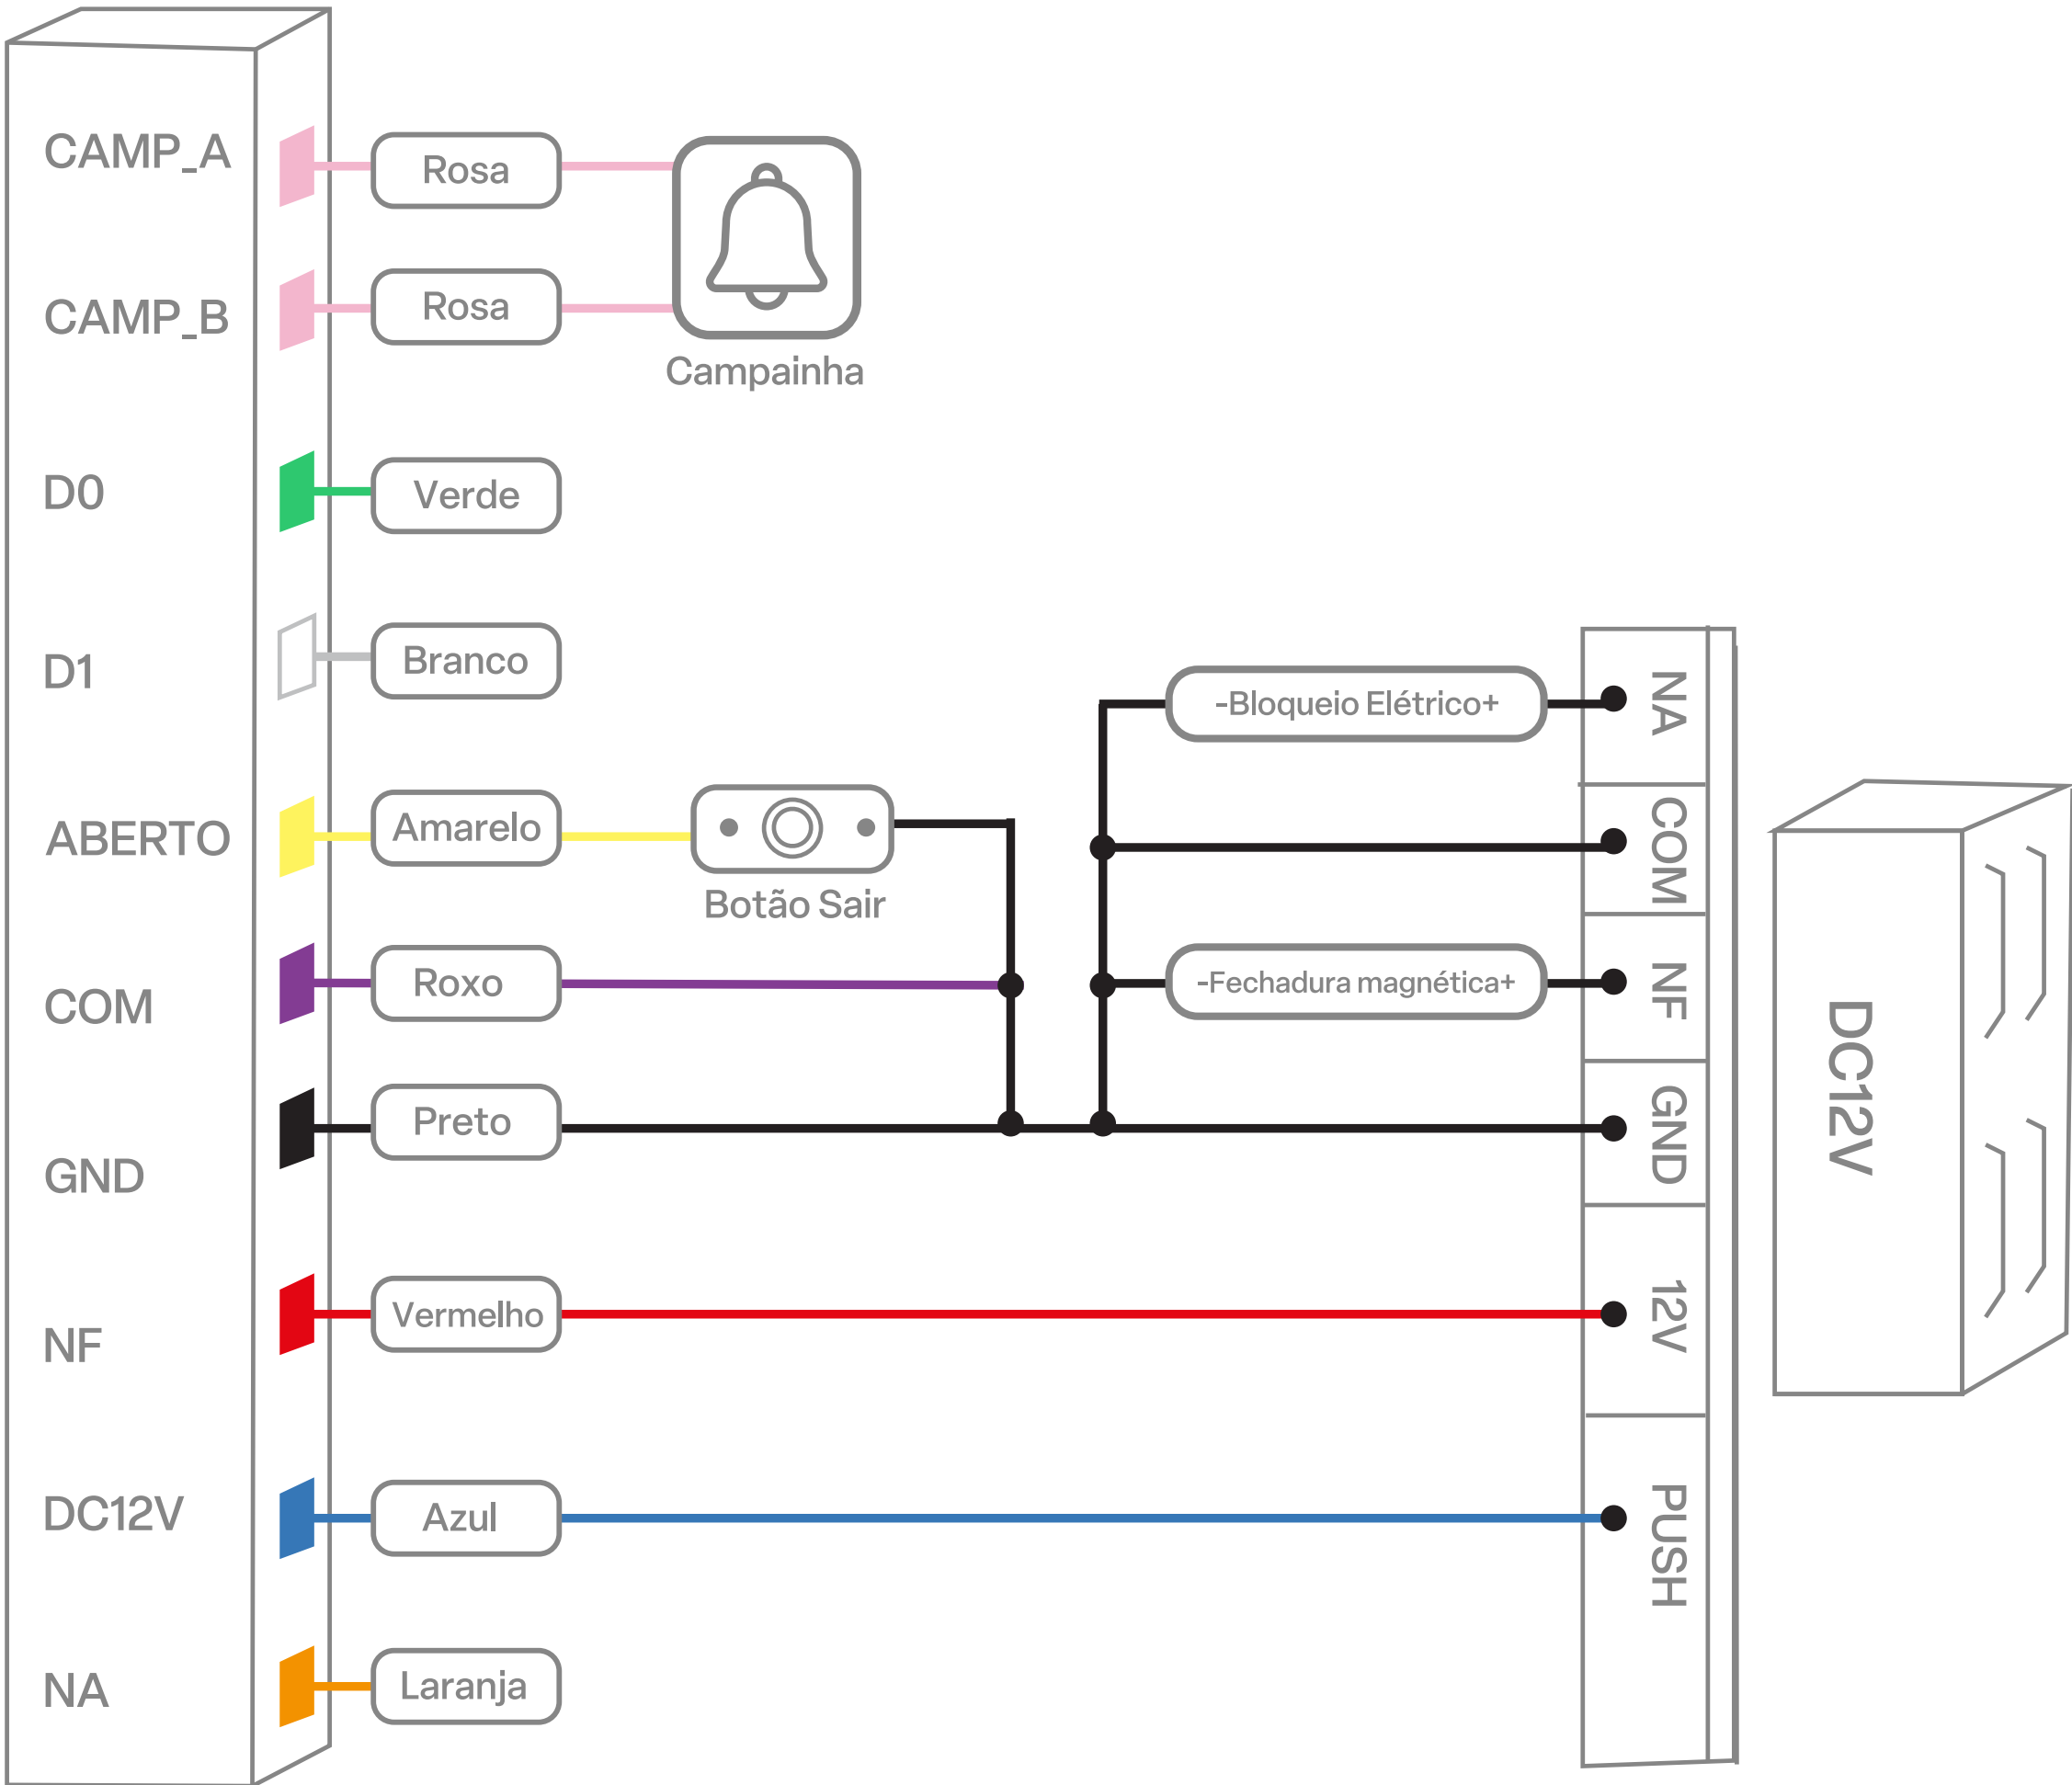 CAMP_A
Rosa
CAMP_B
Rosa
Campainha
D0
Verde
D1
Branco
-Bloqueio Elétrico+
NA
ABERTO
Amarelo
Botão Sair
COM
COM
Roxo
-Fechadura magnética+
NF
GND
Preto
GND
DC12V
NF
Vermelho
12V
DC12V
Azul
PUSH
NA
Laranja